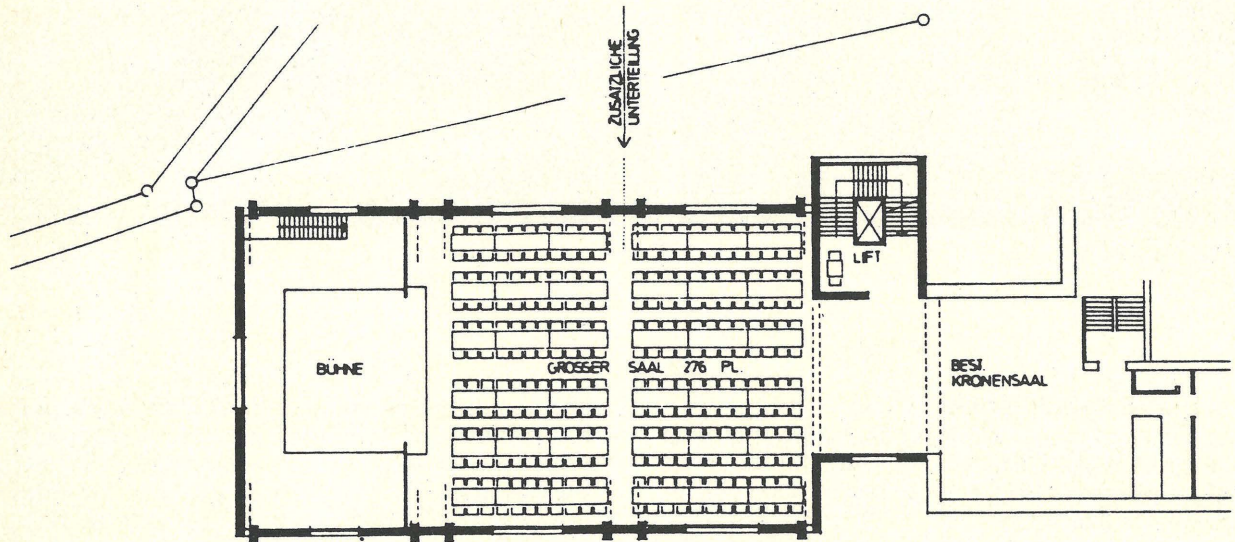 ZUSÄTZLICHE
UNTERTEILUNG
LIFT
BÜHNE
GROSSER SAAL 276 PL.
BEST.
KRONENSAAL